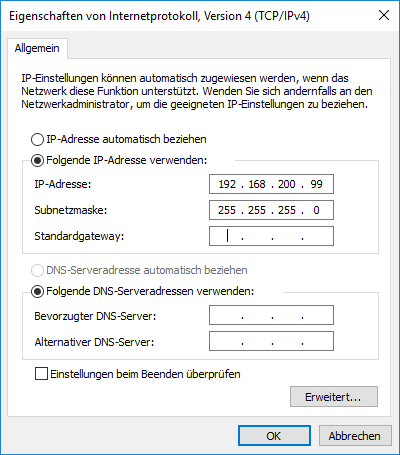 Eigenschaften von Internetprotokoll, Version 4 (TCP/IPv4)
Allgemein
IP-Einstellungen können automatisch zugewiesen werden, wenn das
Netzwerk diese Funktion unterstützt. Wenden Sie sich andernfalls an den
Netzwerkadministrator, um die geeigneten IP-Einstellungen zu beziehen.
IP-Adresse automatisch beziehen
Folgende IP-Adresse verwenden:
IP-Adresse: 192 . 168 . 200 . 99
Subnetzmaske: 255 . 255 . 255 . 0
Standardgateway: . . .
DNS-Serveradresse automatisch beziehen
Folgende DNS-Serveradressen verwenden:
Bevorzugter DNS-Server: . . .
Alternativer DNS-Server: . . .
Einstellungen beim Beenden überprüfen
Erweitert...
OK Abbrechen